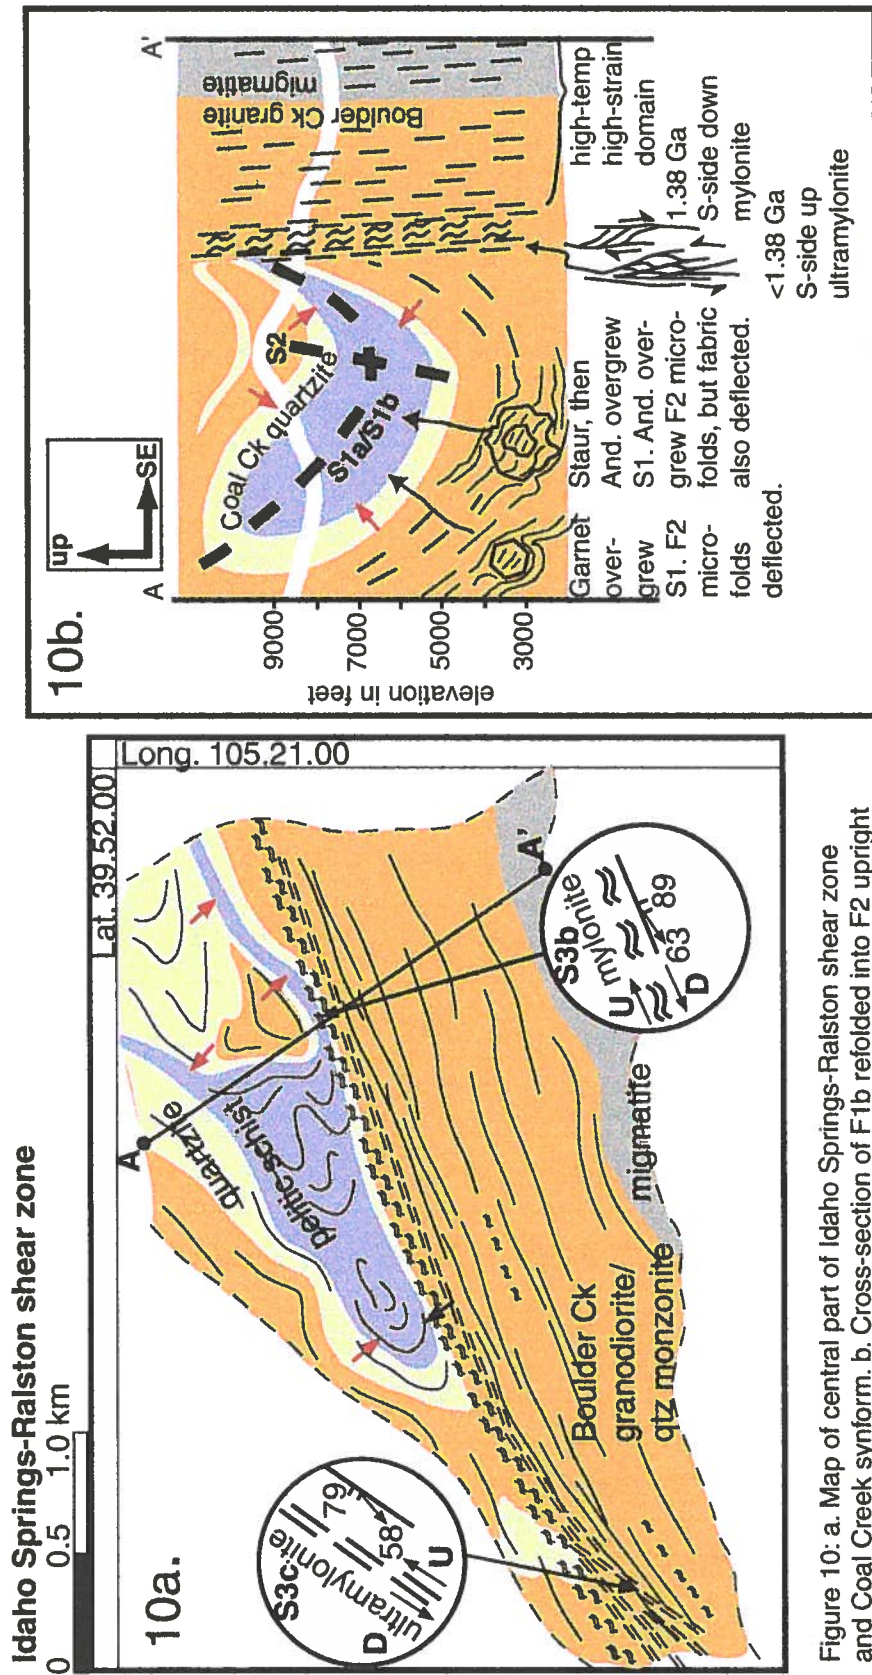 Idaho Springs-Ralston shear zone
0 0.5 1.0 km
10a.
Lat. 39.52.00
Long. 105.21.00
A
quartzite
pelitic-schist
S3c
ultramylonite
79
58
D
U
Boulder Ck
granodiorite/
qtz monzonite
migmatite
A'
S3b
mylonite
U
D
63
89
10b.
up
SE
A
A'
elevation in feet
9000
7000
5000
3000
Coal Ck quartzite
S2
S1a/S1b
Boulder Ck granite
migmatite
Garnet
over-
grew
S1. F2
micro-
folds
deflected.
Staur, then
And. overgrew
S1. And. over-
grew F2 micro-
folds, but fabric
also deflected.
<1.38 Ga
S-side up
ultramylonite
1.38 Ga
S-side down
mylonite
high-temp
high-strain
domain
Figure 10: a. Map of central part of Idaho Springs-Ralston shear zone
and Coal Creek synform. b. Cross-section of F1b refolded into F2 upright